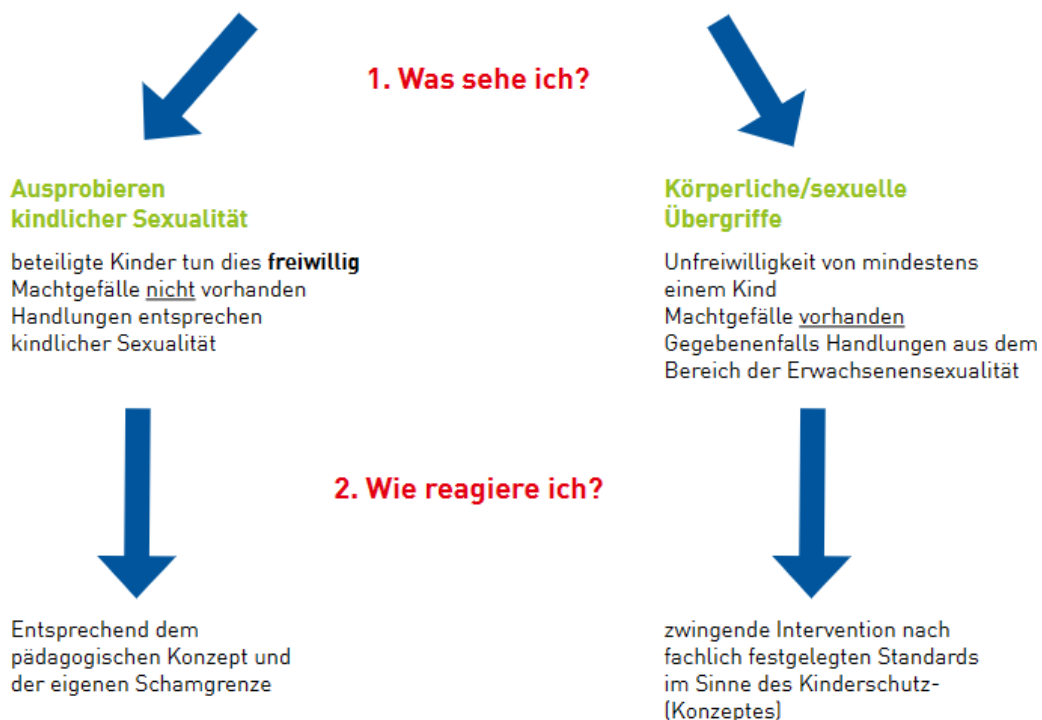 1. Was sehe ich?
Ausprobieren
kindlicher Sexualität
beteiligte Kinder tun dies freiwillig
Machtgefälle nicht vorhanden
Handlungen entsprechen
kindlicher Sexualität
Körperliche/sexuelle
Übergriffe
Unfreiwilligkeit von mindestens
einem Kind
Machtgefälle vorhanden
Gegebenenfalls Handlungen aus dem
Bereich der Erwachsenensexualität
2. Wie reagiere ich?
Entsprechend dem
pädagogischen Konzept und
der eigenen Schamgrenze
zwingende Intervention nach
fachlich festgelegten Standards
im Sinne des Kinderschutz-
(Konzeptes)